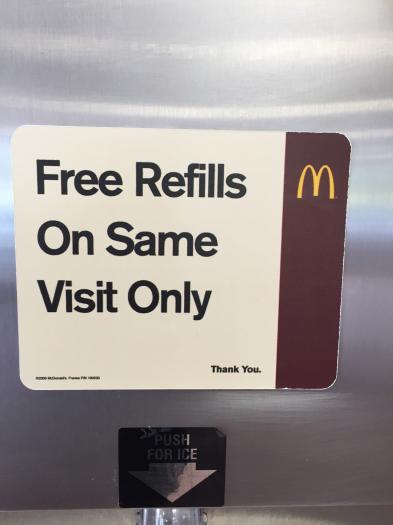 Free Refills
On Same
Visit Only
Thank You.
PUSH
FOR ICE